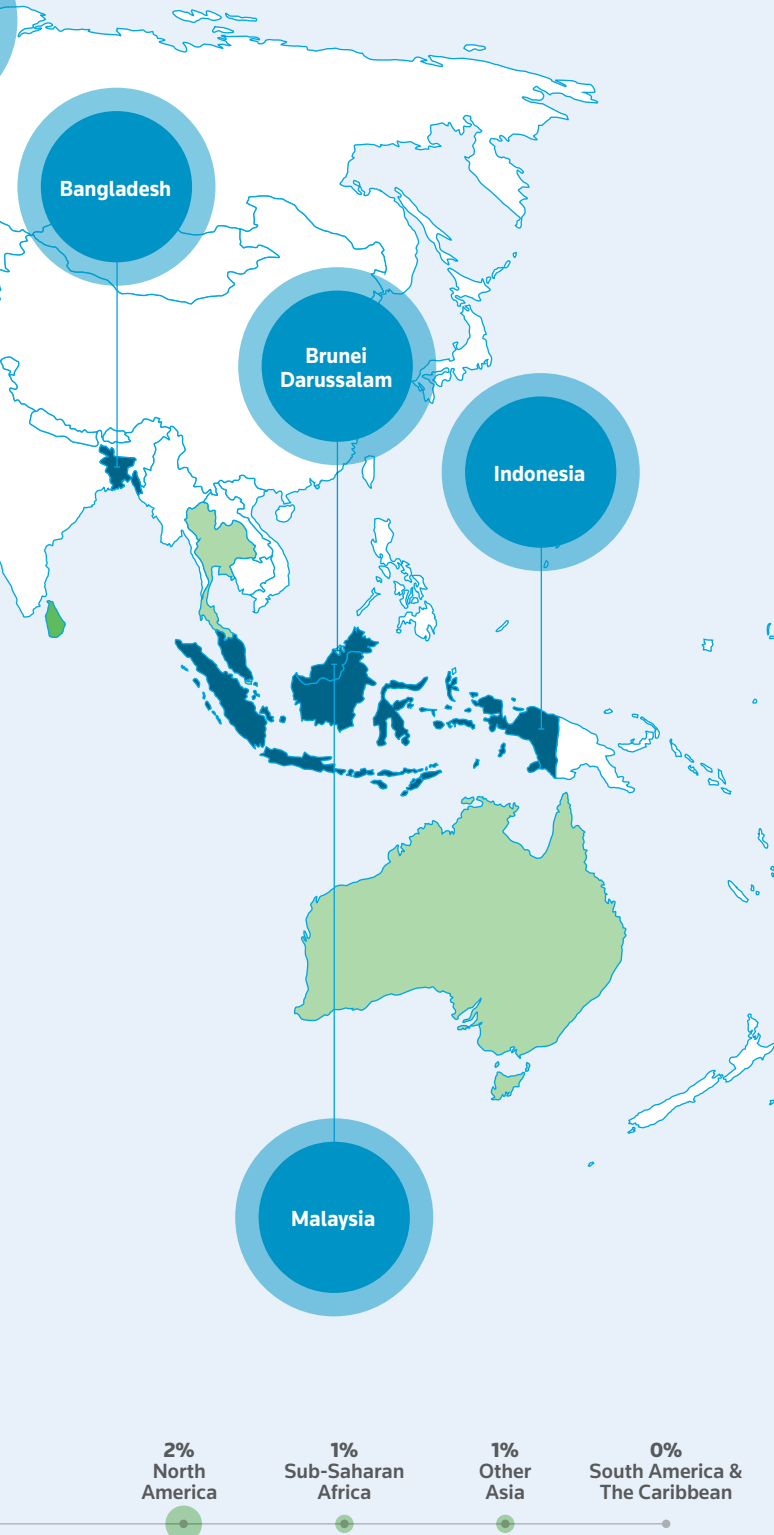 Bangladesh
Brunei
Darussalam
Indonesia
Malaysia
2%
North
America
1%
Sub-Saharan
Africa
1%
Other
Asia
0%
South America &
The Caribbean